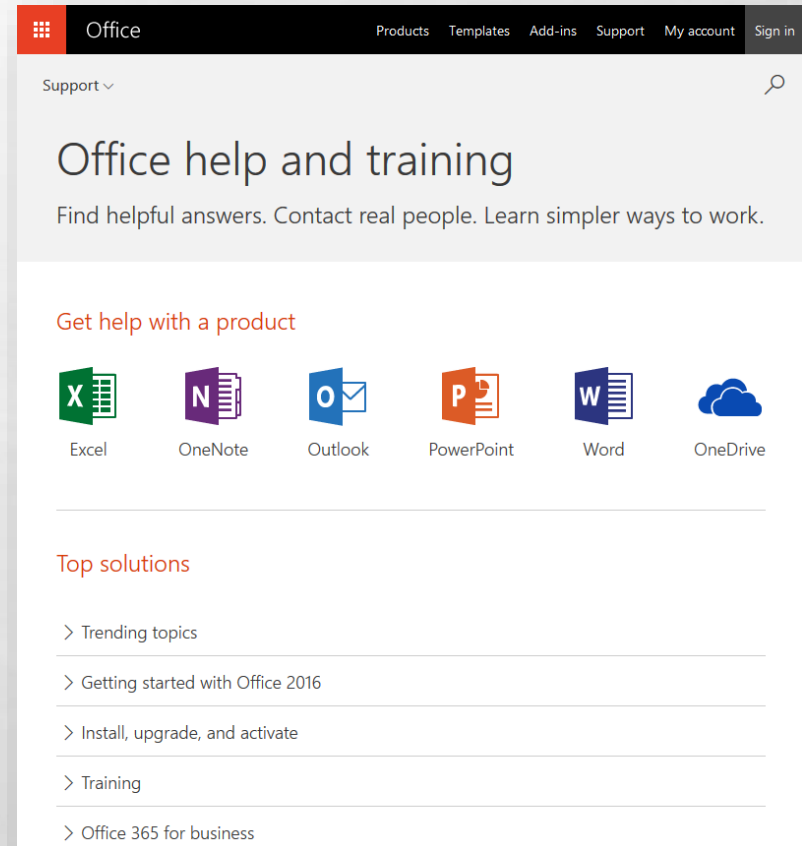 Office Products Templates Add-ins Support My account Sign in
Support
Office help and training
Find helpful answers. Contact real people. Learn simpler ways to work.
Get help with a product
X N O P W
Excel OneNote Outlook PowerPoint Word OneDrive
Top solutions
Trending topics
Getting started with Office 2016
Install, upgrade, and activate
Training
Office 365 for business